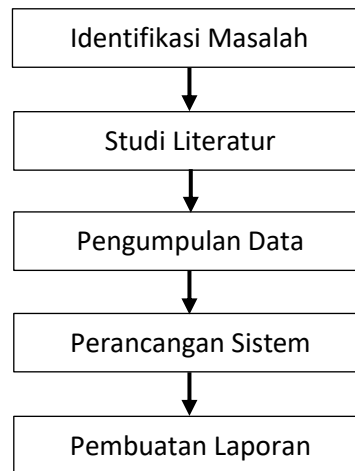 Identifikasi Masalah
Studi Literatur
Pengumpulan Data
Perancangan Sistem
Pembuatan Laporan